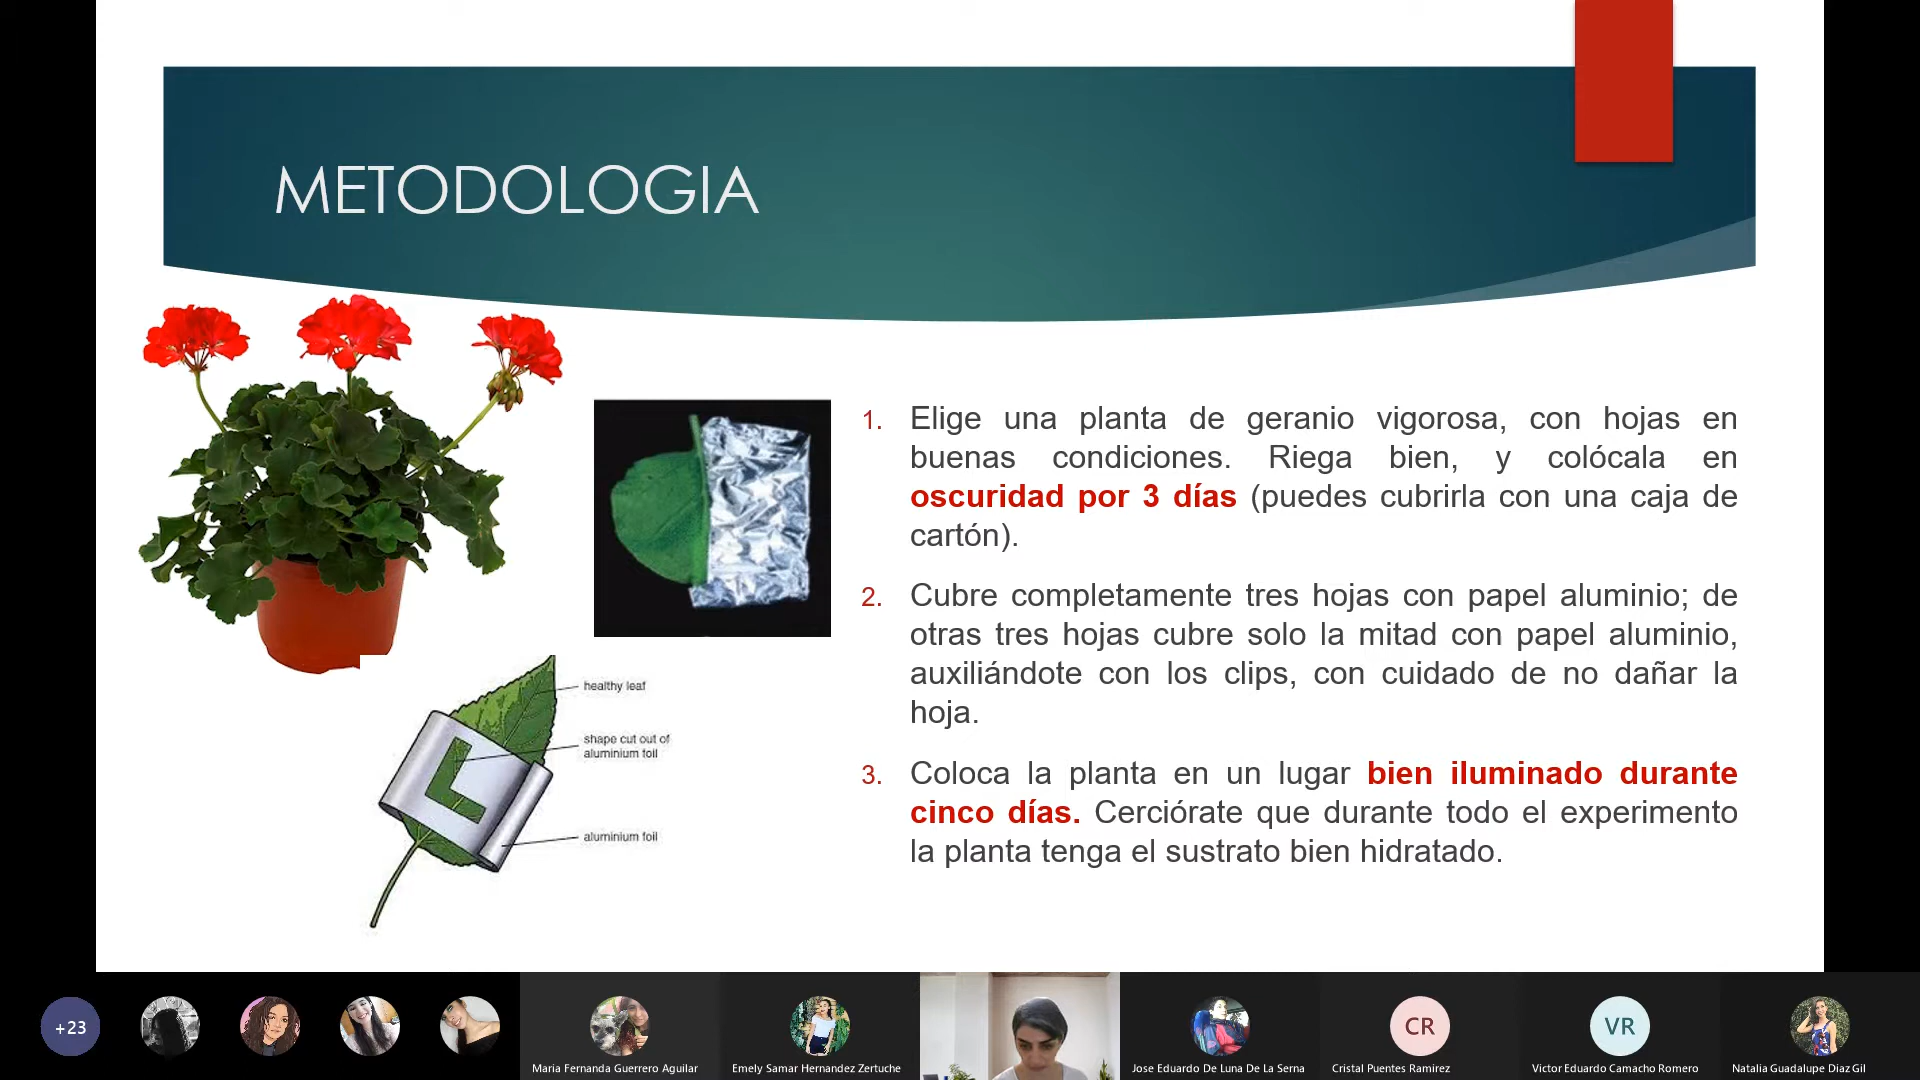 METODOLOGIA
1. Elige una planta de geranio vigorosa, con hojas en
buenas condiciones. Riega bien, y colócala en
oscuridad por 3 días (puedes cubrirla con una caja de
cartón).
2. Cubre completamente tres hojas con papel aluminio; de
otras tres hojas cubre solo la mitad con papel aluminio,
auxiliándote con los clips, con cuidado de no dañar la
hoja.
3. Coloca la planta en un lugar bien iluminado durante
cinco días. Cerciórate que durante todo el experimento
la planta tenga el sustrato bien hidratado.
healthy leaf
shape cut out of
aluminium foil
aluminium foil
+23
CR
VR
Maria Fernanda Guerrero Aguilar
Emely Samar Hernandez Zertuche
Jose Eduardo De Luna De La Serna
Cristal Puentes Ramirez
Victor Eduardo Camacho Romero
Natalia Guadalupe Diaz Gil